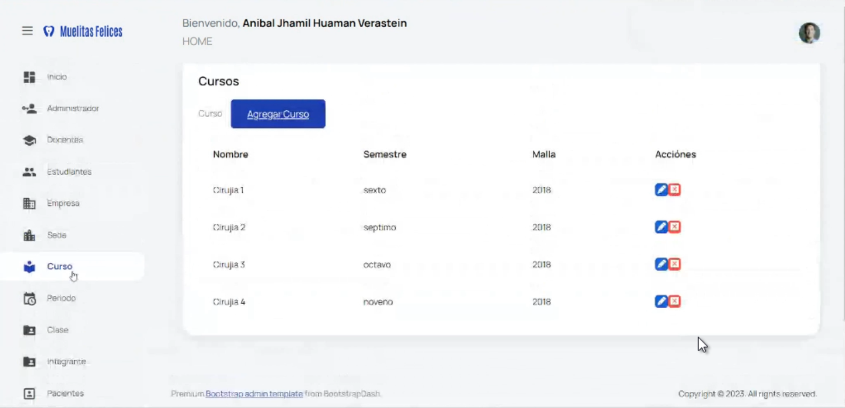 Muelitas Felices
Bienvenido, Anibal Jhamil Huaman Verastein
HOME
Inicio
Administrador
Docentes
Estudiantes
Empresa
Sede
Curso
Periodo
Clase
Integrante
Pacientes
Cursos
Curso Agregar Curso
Nombre Semestre Malla Acciónes
Cirujia 1 sexto 2018
Cirujia 2 septimo 2018
Cirujia 3 octavo 2018
Cirujia 4 noveno 2018
Premium Bootstrap admin template from BootstrapDash. Copyright © 2023. All rights reserved.